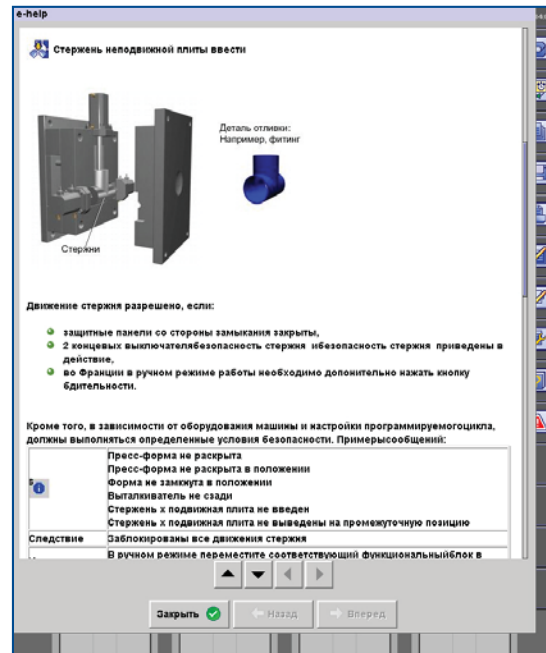 e-help
Стержень неподвижной плиты ввести
Деталь отливки:
Например, фитинг
Стержни
Движение стержня разрешено, если:
защитные панели со стороны замыкания закрыты,
2 концевых выключателябезопасность стержня ибезопасность стержня приведены в
действие,
во Франции в ручном режиме работы необходимо допонительно нажать кнопку
бдительности.
Кроме того, в зависимости от оборудования машины и настройки программируемогоцикла,
должны выполняться определенные условия безопасности. Примерысообщений:
Пресс-форма не раскрыта
Пресс-форма не раскрыта в положении
Форма не замкнута в положении
Выталкиватель не сзади
Стержень x подвижная плита не введен
Стержень x подвижная плита не выведены на промежуточную позицию
Следствие Заблокированы все движения стержня
В ручном режиме переместите соответствующий функциональныйблок в
Закрыть Назад Вперед